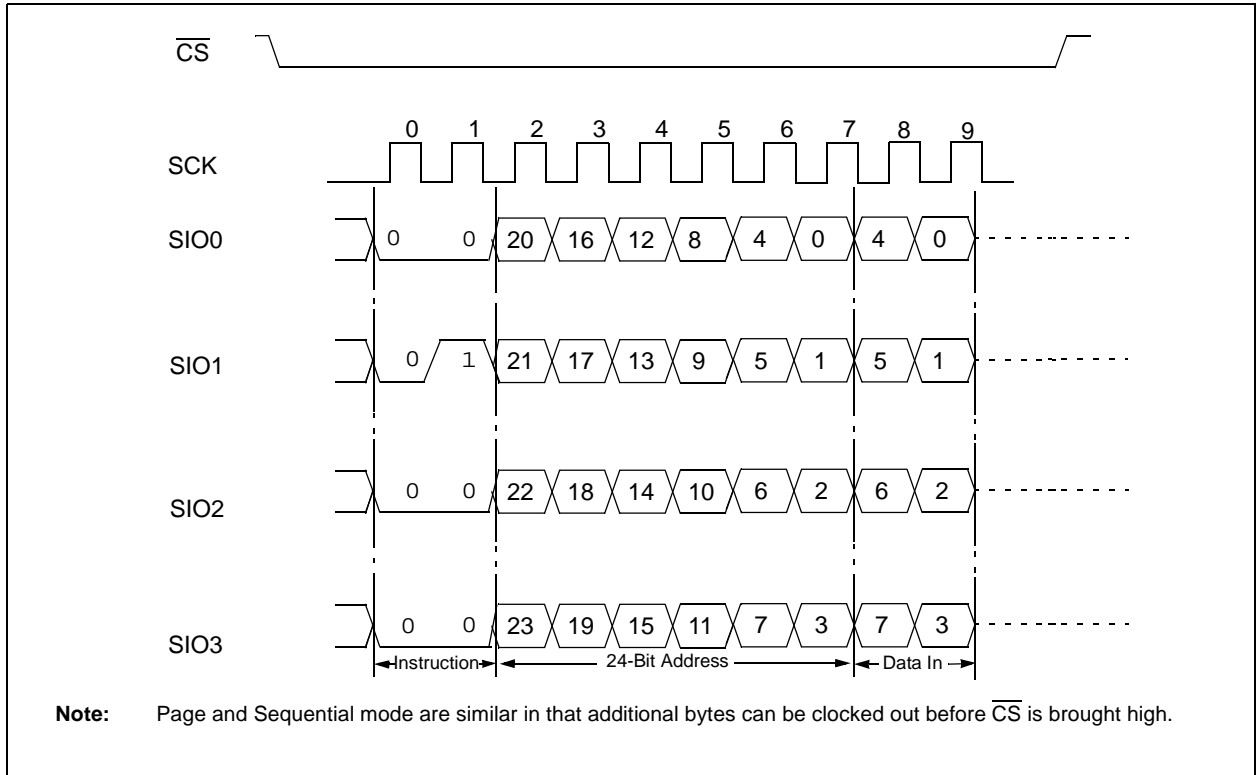 CS
0 1 2 3 4 5 6 7 8 9
SCK
SIO0 0 0 20 16 12 8 4 0 4 0
SIO1 0 1 21 17 13 9 5 1 5 1
SIO2 0 0 22 18 14 10 6 2 6 2
SIO3 0 0 23 19 15 11 7 3 7 3
Instruction 24-Bit Address Data In
Note: Page and Sequential mode are similar in that additional bytes can be clocked out before CS is brought high.